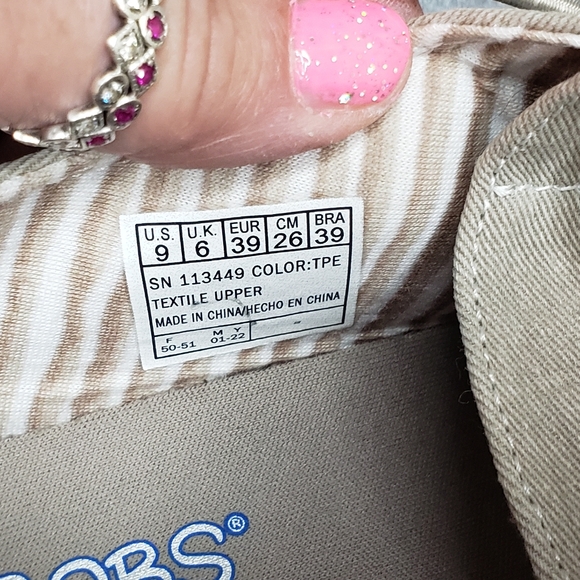 U.S. U.K. EUR CM BRA
9 6 39 26 39
SN 113449 COLOR:TPE
TEXTILE UPPER
MADE IN CHINA/HECHO EN CHINA
F M Y -
50-51 01-22
OBS®